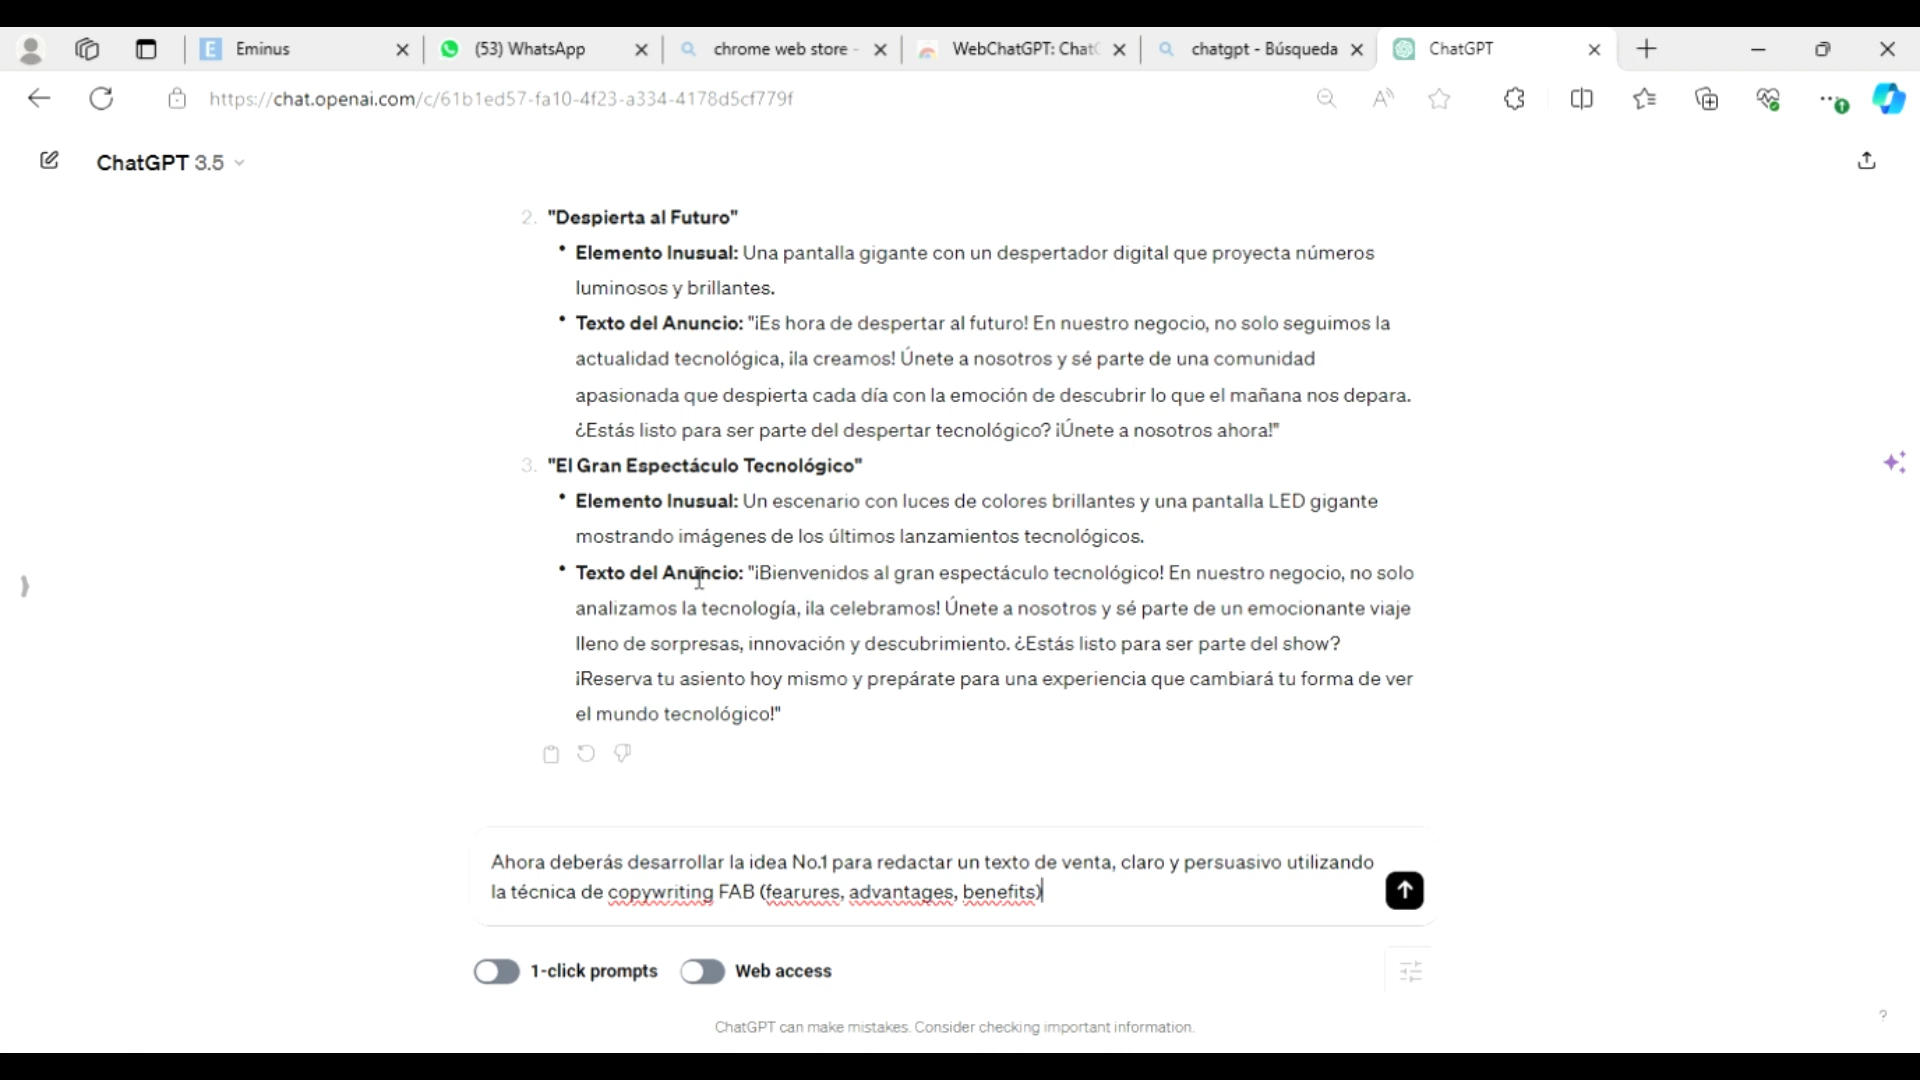 Eminus
(53) WhatsApp
chrome web store -
WebChatGPT: ChatG
chatgpt - Búsqueda
ChatGPT
https://chat.openai.com/c/61b1ed57-fa10-4f23-a334-4178d5cf779f
ChatGPT 3.5
2. "Despierta al Futuro"
• Elemento Inusual: Una pantalla gigante con un despertador digital que proyecta números
luminosos y brillantes.
• Texto del Anuncio: "¡Es hora de despertar al futuro! En nuestro negocio, no solo seguimos la
actualidad tecnológica, ¡la creamos! Únete a nosotros y sé parte de una comunidad
apasionada que despierta cada día con la emoción de descubrir lo que el mañana nos depara.
¿Estás listo para ser parte del despertar tecnológico? ¡Únete a nosotros ahora!"
3. "El Gran Espectáculo Tecnológico"
• Elemento Inusual: Un escenario con luces de colores brillantes y una pantalla LED gigante
mostrando imágenes de los últimos lanzamientos tecnológicos.
• Texto del Anuncio: "¡Bienvenidos al gran espectáculo tecnológico! En nuestro negocio, no solo
analizamos la tecnología, ¡la celebramos! Únete a nosotros y sé parte de un emocionante viaje
lleno de sorpresas, innovación y descubrimiento. ¿Estás listo para ser parte del show?
¡Reserva tu asiento hoy mismo y prepárate para una experiencia que cambiará tu forma de ver
el mundo tecnológico!"
Ahora deberás desarrollar la idea No.1 para redactar un texto de venta, claro y persuasivo utilizando
la técnica de copywriting FAB (fearures, advantages, benefits)
1-click prompts
Web access
ChatGPT can make mistakes. Consider checking important information.
?